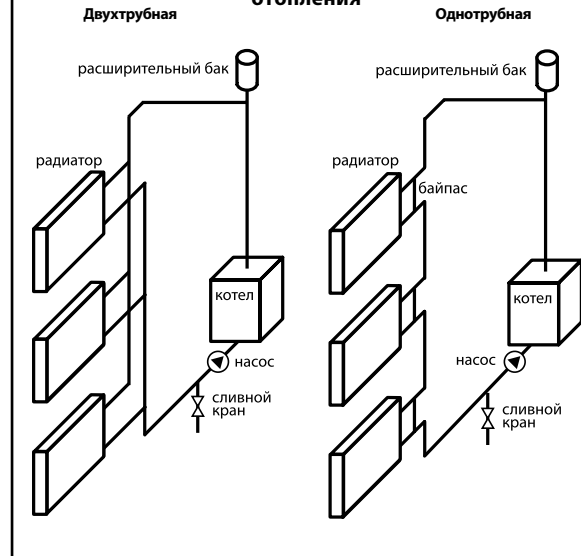 отопления
Двухтрубная
Однотрубная
расширительный бак
расширительный бак
радиатор
радиатор
байпас
котел
котел
насос
насос
сливной
кран
сливной
кран